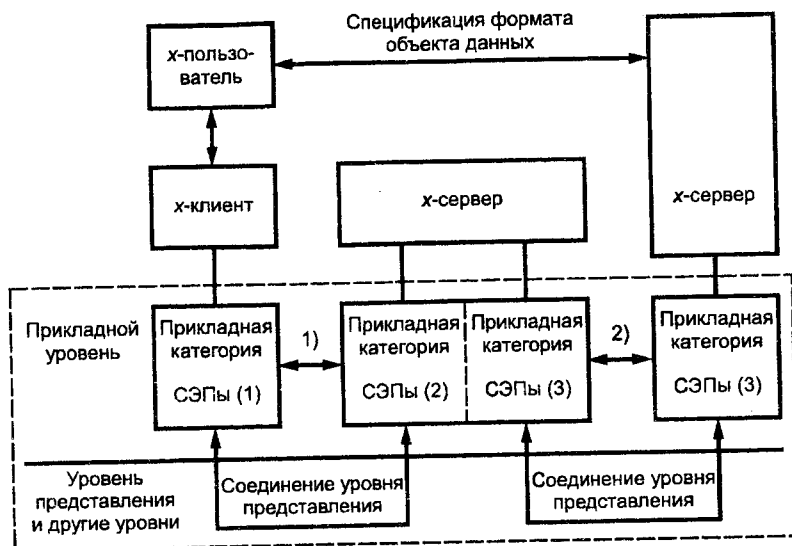 Спецификация формата
объекта данных
х-пользо-
ватель
х-клиент
х-сервер
х-сервер
Прикладной
уровень
Прикладная
категория
СЭПы (1)
1)
Прикладная
категория
СЭПы (2)
Прикладная
категория
СЭПы (3)
2)
Прикладная
категория
СЭПы (3)
Уровень
представления
и другие уровни
Соединение уровня
представления
Соединение уровня
представления